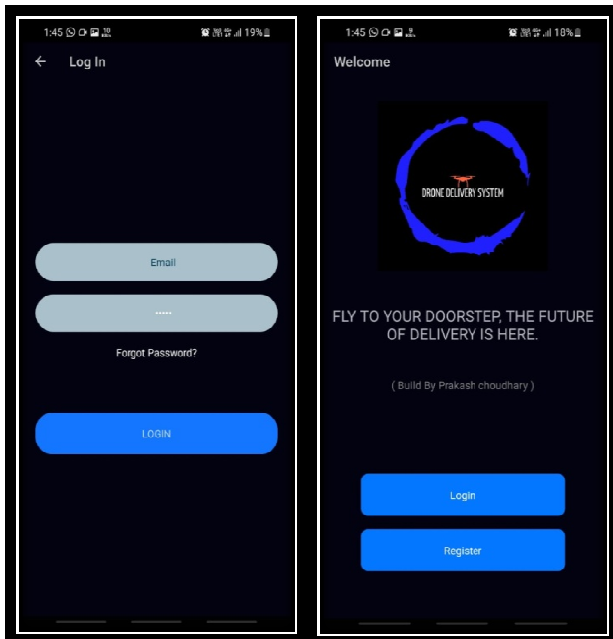 1:45
19%
Log In
Email
Forgot Password?
LOGIN
1:45
18%
Welcome
DRONE DELIVERY SYSTEM
FLY TO YOUR DOORSTEP, THE FUTURE
OF DELIVERY IS HERE.
( Build By Prakash choudhary )
Login
Register